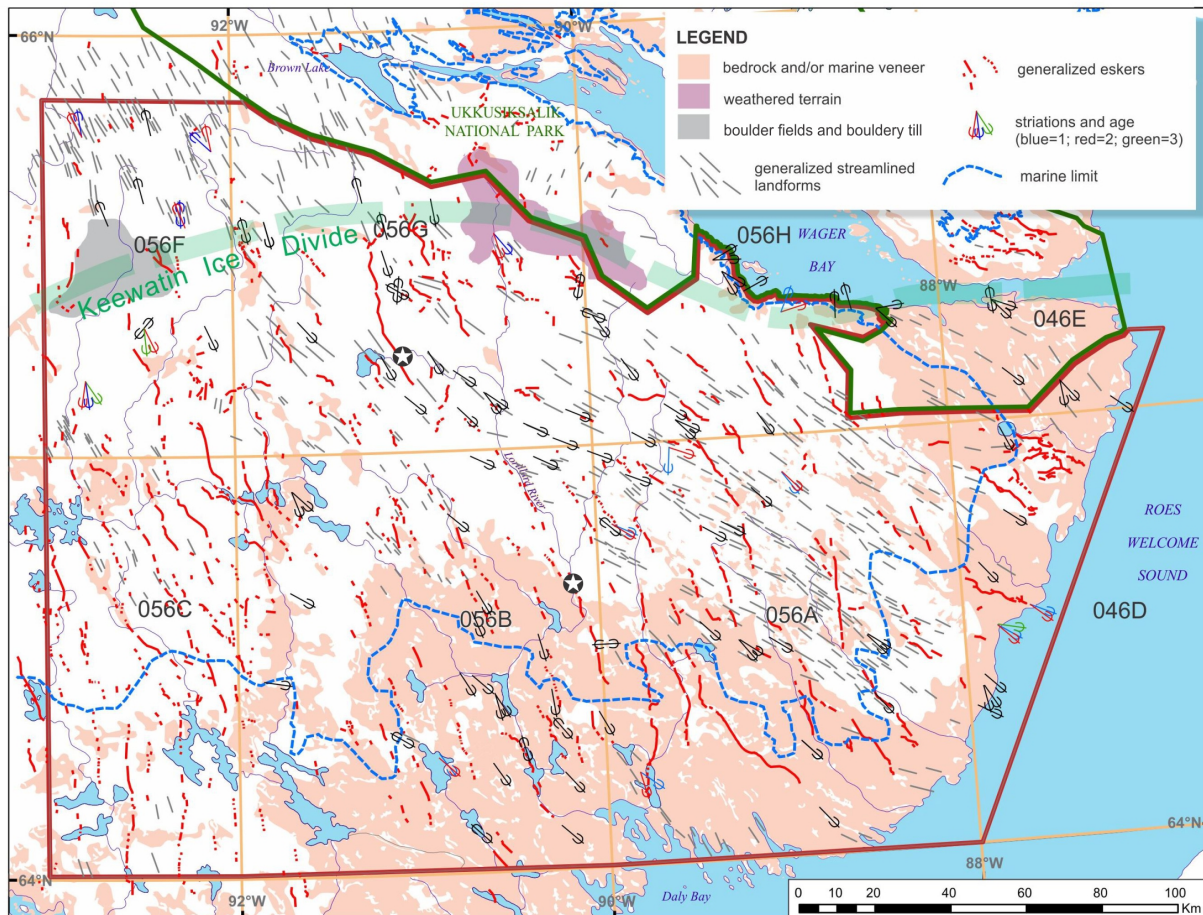 92°W
90°W
66°N
Brown Lake
UKKUSIKSALIK
NATIONAL PARK
LEGEND
bedrock and/or marine veneer
weathered terrain
boulder fields and bouldery till
generalized streamlined
landforms
generalized eskers
striations and age
(blue=1; red=2; green=3)
marine limit
056F
056G
056H
WAGER
BAY
Keewatin Ice Divide
88°W
046E
Lorillard River
ROES
WELCOME
SOUND
056C
056B
056A
046D
64°N
64°N
92°W
90°W
88°W
Daly Bay
0 10 20 40 60 80 100
Km